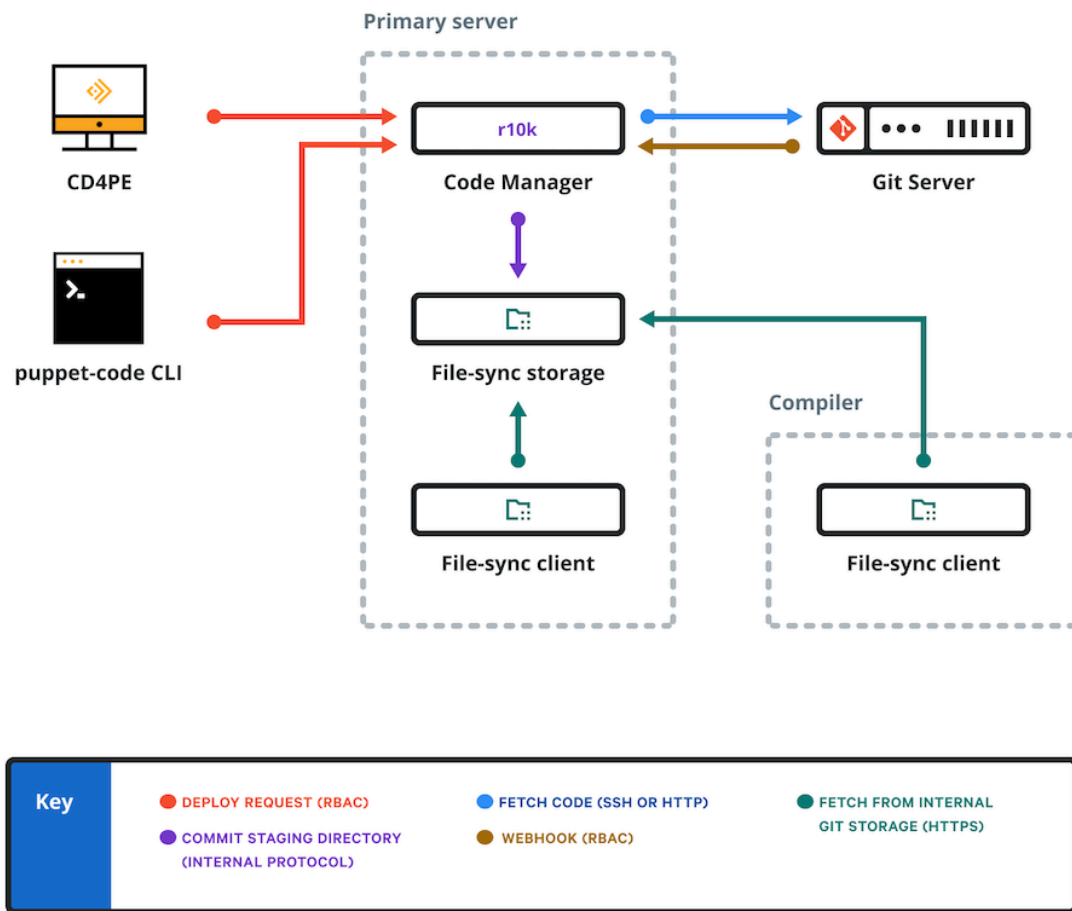 Primary server
r10k
CD4PE
Code Manager
Git Server
puppet-code CLI
File-sync storage
Compiler
File-sync client
File-sync client
Key
DEPLOY REQUEST (RBAC)
FETCH CODE (SSH OR HTTP)
FETCH FROM INTERNAL
GIT STORAGE (HTTPS)
COMMIT STAGING DIRECTORY
(INTERNAL PROTOCOL)
WEBHOOK (RBAC)